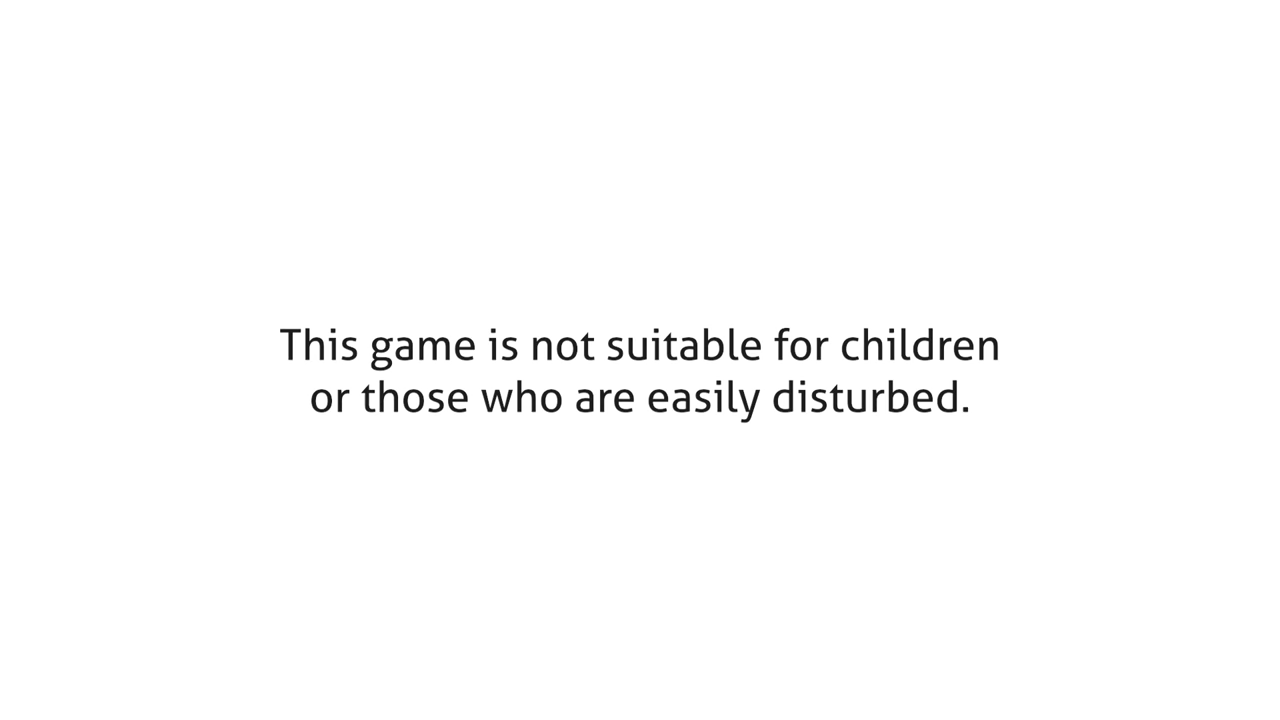 This game is not suitable for children
or those who are easily disturbed.